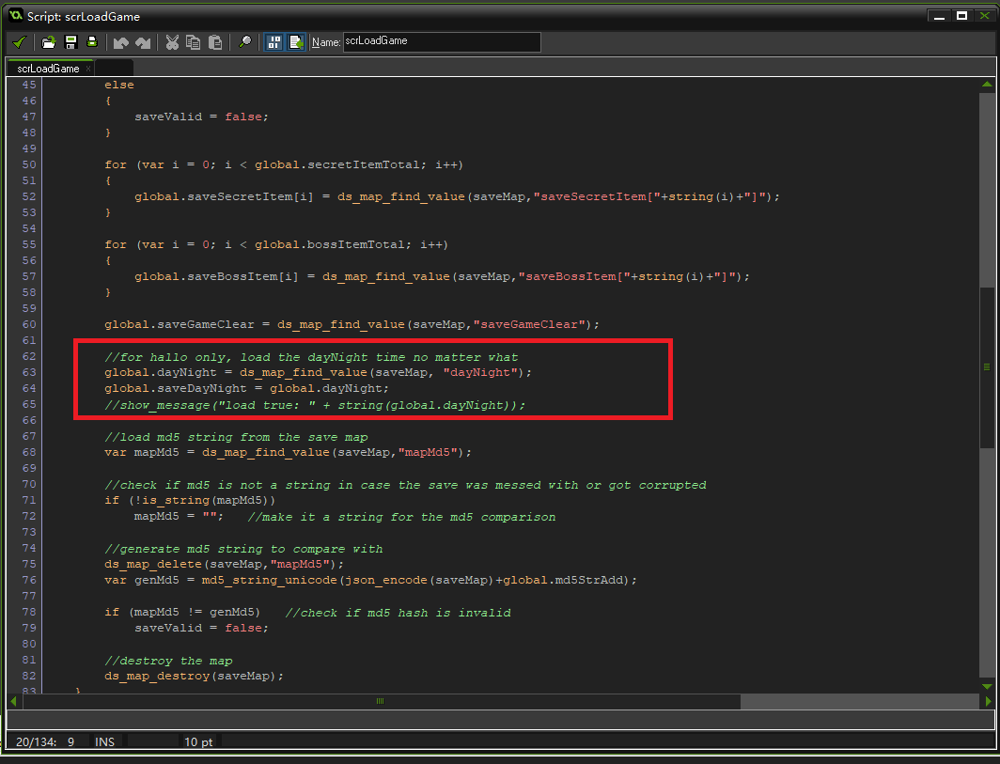 Script: scrLoadGame
Name: scrLoadGame
scrLoadGame ×
45 else
46 {
47 saveValid = false;
48 }
49
50 for (var i = 0; i < global.secretItemTotal; i++)
51 {
52 global.saveSecretItem[i] = ds_map_find_value(saveMap,"saveSecretItem["+string(i)+"]");
53 }
54
55 for (var i = 0; i < global.bossItemTotal; i++)
56 {
57 global.saveBossItem[i] = ds_map_find_value(saveMap,"saveBossItem["+string(i)+"]");
58 }
59
60 global.saveGameClear = ds_map_find_value(saveMap,"saveGameClear");
61
62 //for hallo only, load the dayNight time no matter what
63 global.dayNight = ds_map_find_value(saveMap, "dayNight");
64 global.saveDayNight = global.dayNight;
65 //show_message("load true: " + string(global.dayNight));
66
67 //load md5 string from the save map
68 var mapMd5 = ds_map_find_value(saveMap,"mapMd5");
69
70 //check if md5 is not a string in case the save was messed with or got corrupted
71 if (!is_string(mapMd5))
72 mapMd5 = ""; //make it a string for the md5 comparison
73
74 //generate md5 string to compare with
75 ds_map_delete(saveMap,"mapMd5");
76 var genMd5 = md5_string_unicode(json_encode(saveMap)+global.md5StrAdd);
77
78 if (mapMd5 != genMd5) //check if md5 hash is invalid
79 saveValid = false;
80
81 //destroy the map
82 ds_map_destroy(saveMap);
83 }
20/134: 9 INS 10 pt